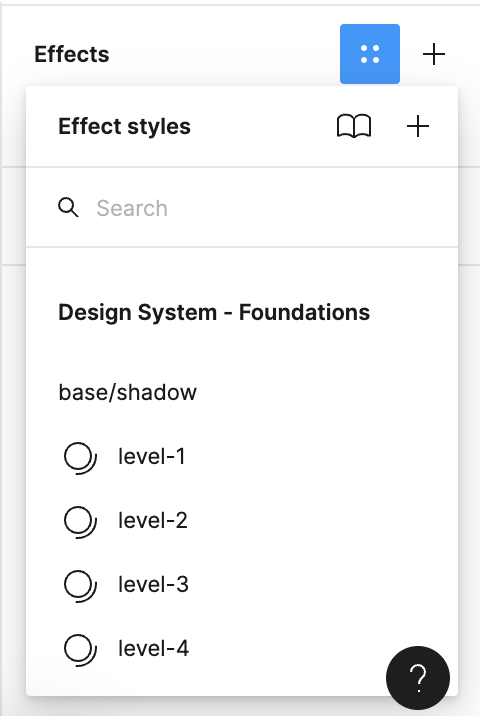 Effects
Effect styles
Search
Design System - Foundations
base/shadow
level-1
level-2
level-3
level-4
?